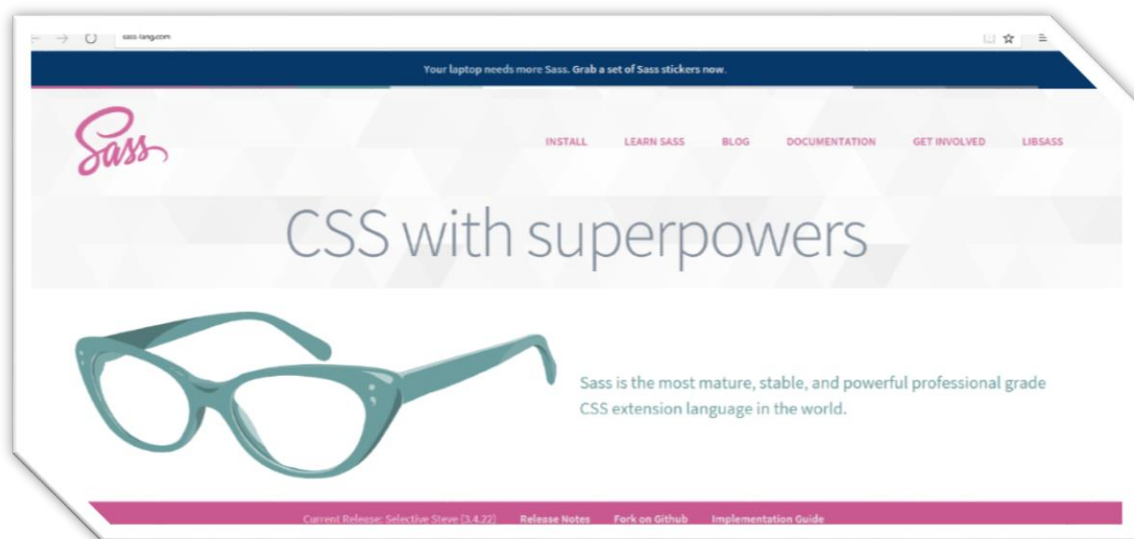 sass-lang.com
Your laptop needs more Sass. Grab a set of Sass stickers now.
Sass
INSTALL LEARN SASS BLOG DOCUMENTATION GET INVOLVED LIBSASS
CSS with superpowers
Sass is the most mature, stable, and powerful professional grade
CSS extension language in the world.
Current Release: Selective Steve (3.4.22) Release Notes Fork on Github Implementation Guide